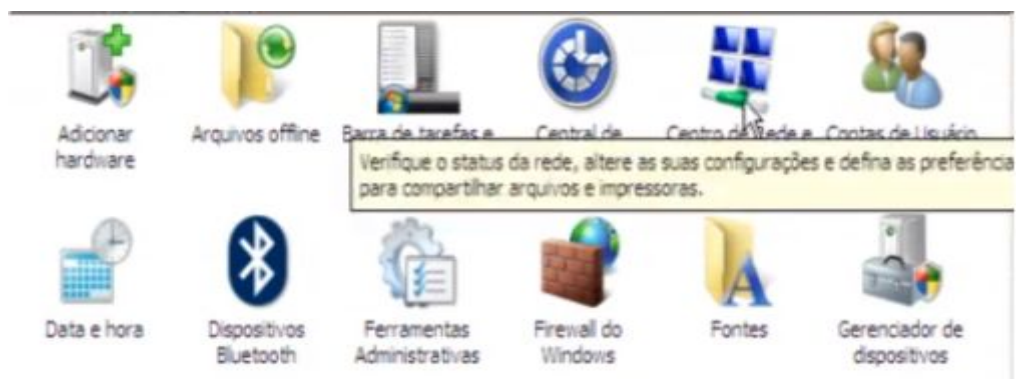 Adicionar
hardware
Arquivos offline
Barra de tarefas e
Central de
Centro de Rede e
Contas de Usuário
Verifique o status da rede, altere as suas configurações e defina as preferência
para compartilhar arquivos e impressoras.
Data e hora
Dispositivos
Bluetooth
Ferramentas
Administrativas
Firewall do
Windows
Fontes
Gerenciador de
dispositivos